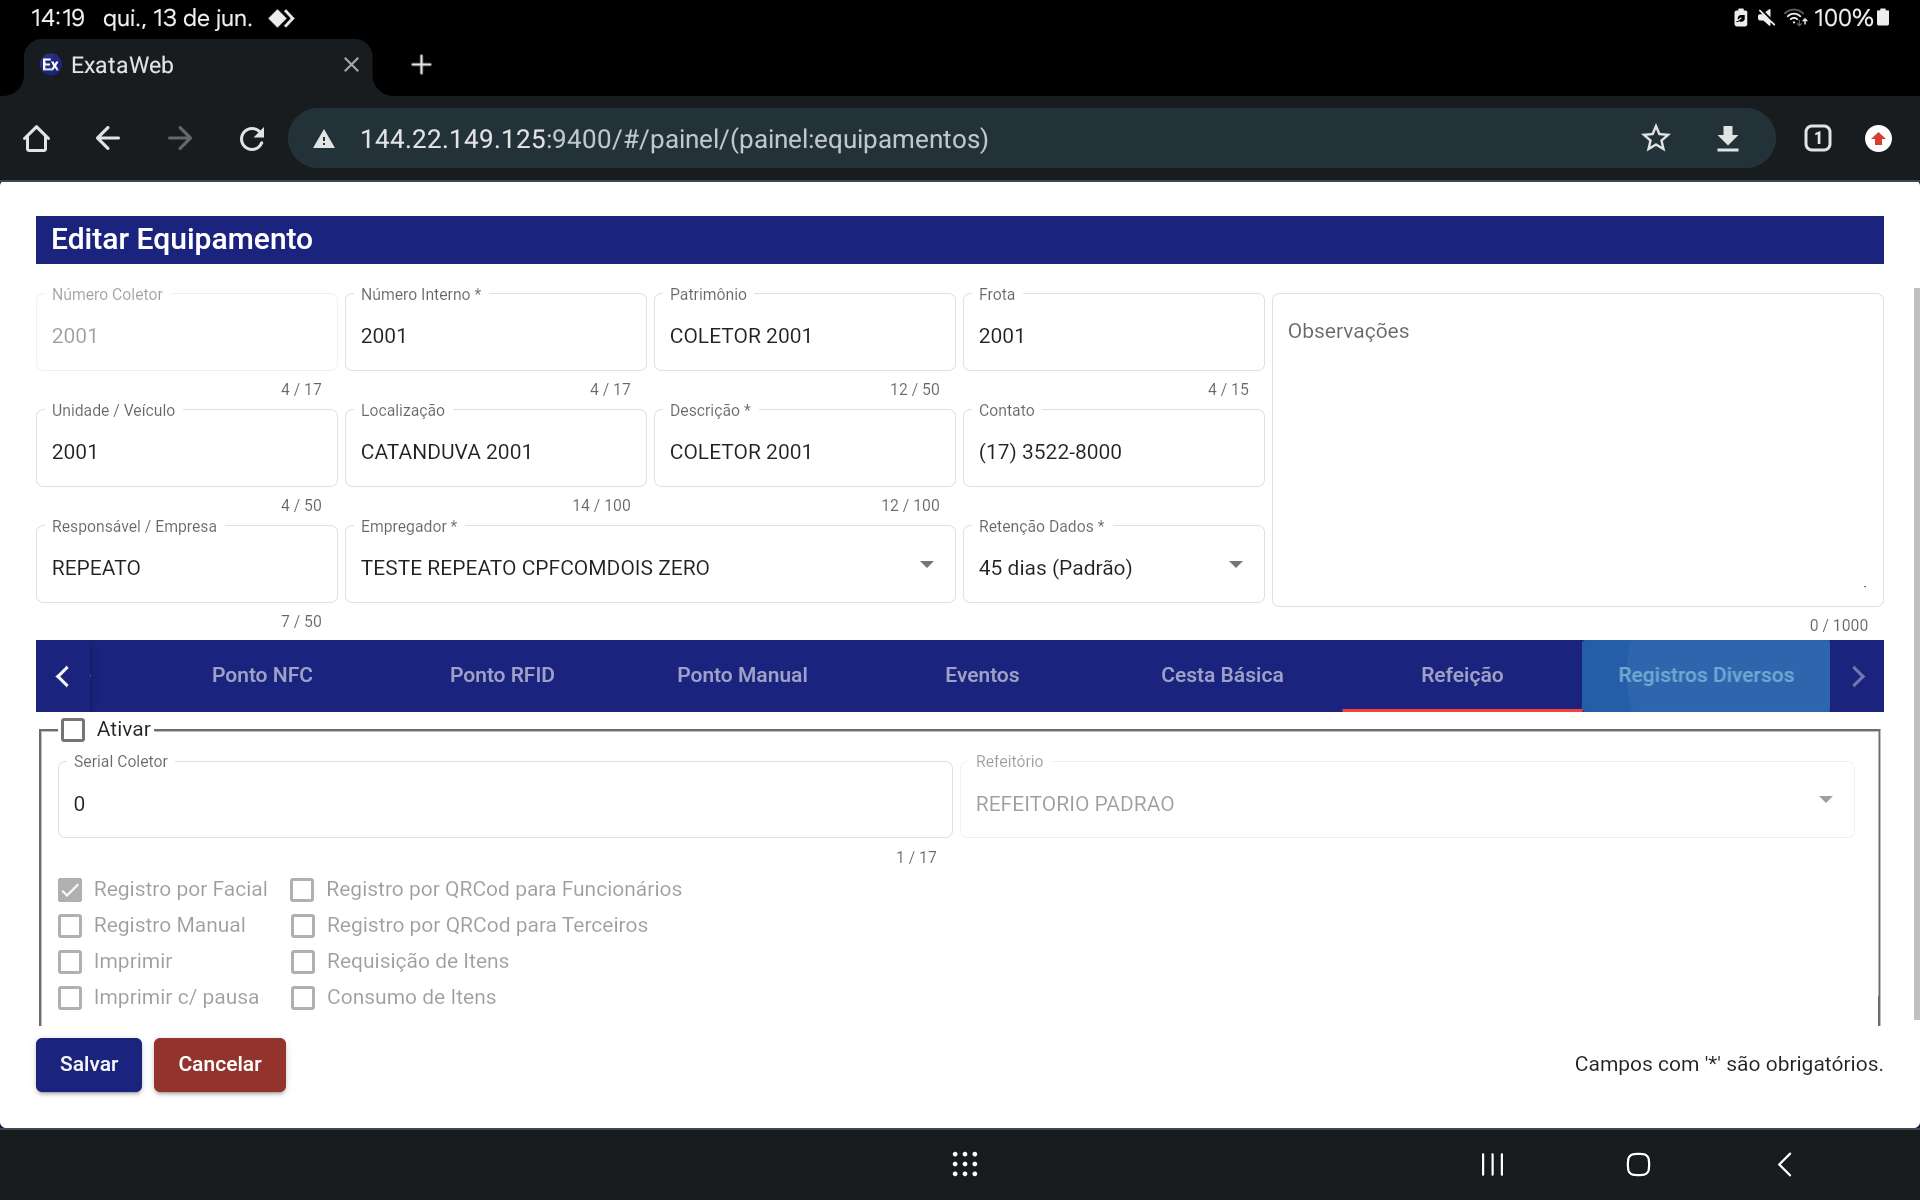 14:19 qui., 13 de jun.
100%
Ex ExataWeb
144.22.149.125:9400/#/painel/(painel:equipamentos)
1
Editar Equipamento
Número Coletor
2001
4 / 17
Número Interno *
2001
4 / 17
Patrimônio
COLETOR 2001
12 / 50
Frota
2001
4 / 15
Observações
0 / 1000
Unidade / Veículo
2001
4 / 50
Localização
CATANDUVA 2001
14 / 100
Descrição *
COLETOR 2001
12 / 100
Contato
(17) 3522-8000
Responsável / Empresa
REPEATO
7 / 50
Empregador *
TESTE REPEATO CPFCOMDOIS ZERO
Retenção Dados *
45 dias (Padrão)
Ponto NFC
Ponto RFID
Ponto Manual
Eventos
Cesta Básica
Refeição
Registros Diversos
Ativar
Serial Coletor
0
1 / 17
Refeitório
REFEITORIO PADRAO
Registro por Facial
Registro por QRCod para Funcionários
Registro Manual
Registro por QRCod para Terceiros
Imprimir
Requisição de Itens
Imprimir c/ pausa
Consumo de Itens
Salvar
Cancelar
Campos com '*' são obrigatórios.